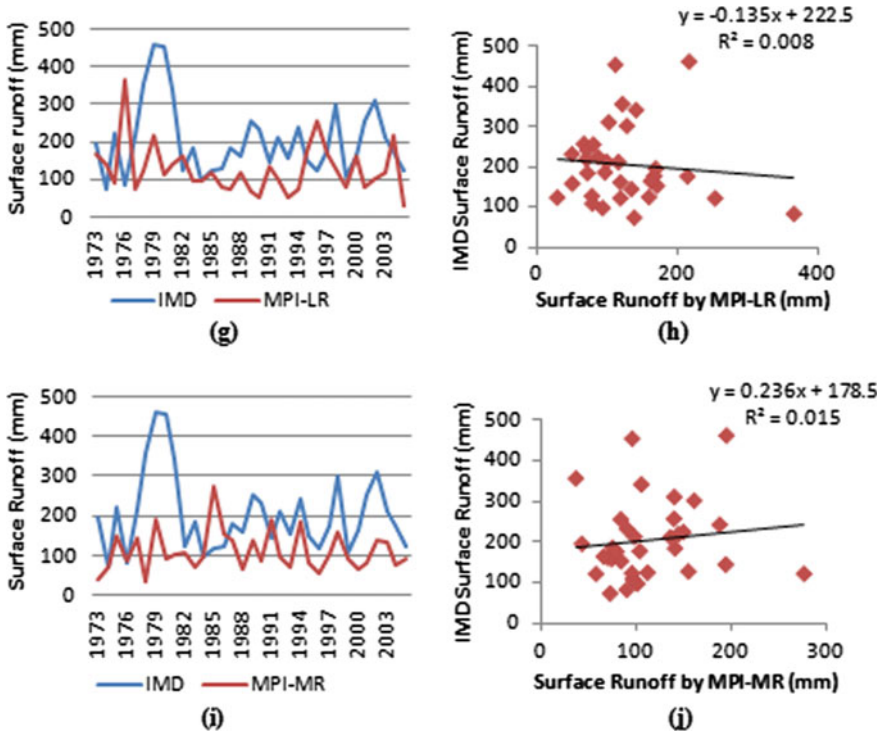 Surface runoff (mm)
500
400
300
200
100
0
1973
1976
1979
1982
1985
1988
1991
1994
1997
2000
2003
IMD MPI-LR
(g)
y = -0.135x + 222.5
R² = 0.008
IMD Surface Runoff (mm)
500
400
300
200
100
0
0 200 400
Surface Runoff by MPI-LR (mm)
(h)
Surface Runoff (mm)
500
400
300
200
100
0
1973
1976
1979
1982
1985
1988
1991
1994
1997
2000
2003
IMD MPI-MR
(i)
y = 0.236x + 178.5
R² = 0.015
IMD Surface Runoff (mm)
500
400
300
200
100
0
0 100 200 300
Surface Runoff by MPI-MR (mm)
(j)